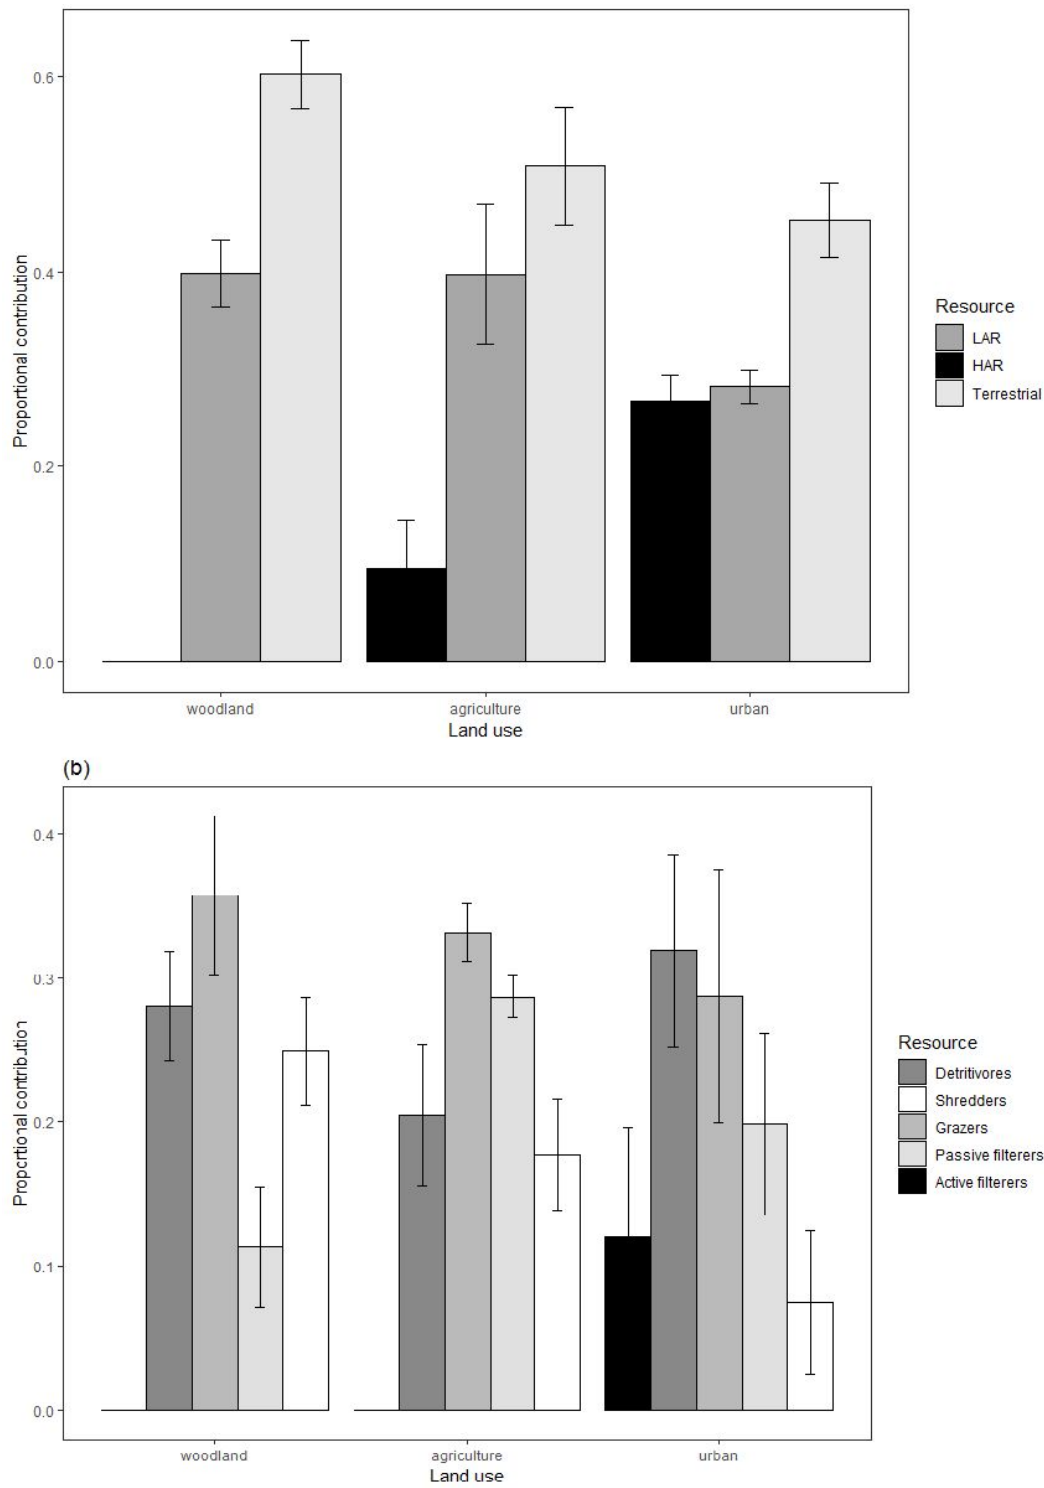 0.6
0.4
0.2
0.0
Proportional contribution
woodland
agriculture
urban
Land use
Resource
LAR
HAR
Terrestrial
(b)
0.4
0.3
0.2
0.1
0.0
Proportional contribution
woodland
agriculture
urban
Land use
Resource
Detritivores
Shredders
Grazers
Passive filterers
Active filterers